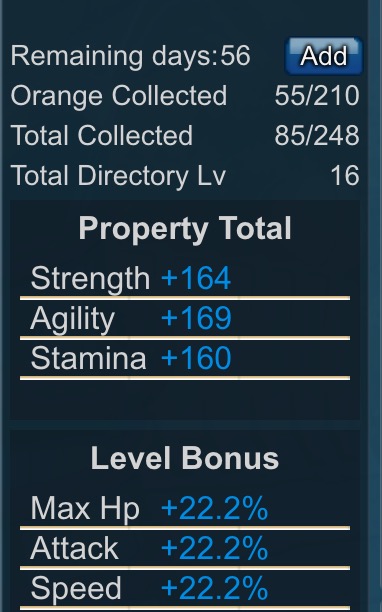 Remaining days:56 Add
Orange Collected 55/210
Total Collected 85/248
Total Directory Lv 16
Property Total
Strength +164
Agility +169
Stamina +160
Level Bonus
Max Hp +22.2%
Attack +22.2%
Speed +22.2%